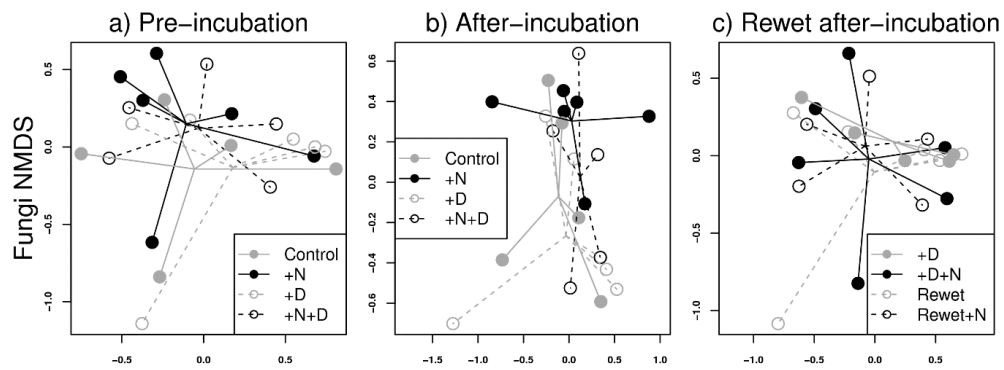 a) Pre−incubation
b) After−incubation
c) Rewet after−incubation
Fungi NMDS
0.5
0.0
−0.5
−1.0
Control
+N
+D
+N+D
−0.5
0.0
0.5
0.6
0.4
0.2
0.0
−0.2
−0.4
−0.6
Control
+N
+D
+N+D
−1.5
−1.0
−0.5
0.0
0.5
1.0
0.5
0.0
−0.5
−1.0
+D
+D+N
Rewet
Rewet+N
−1.0
−0.5
0.0
0.5